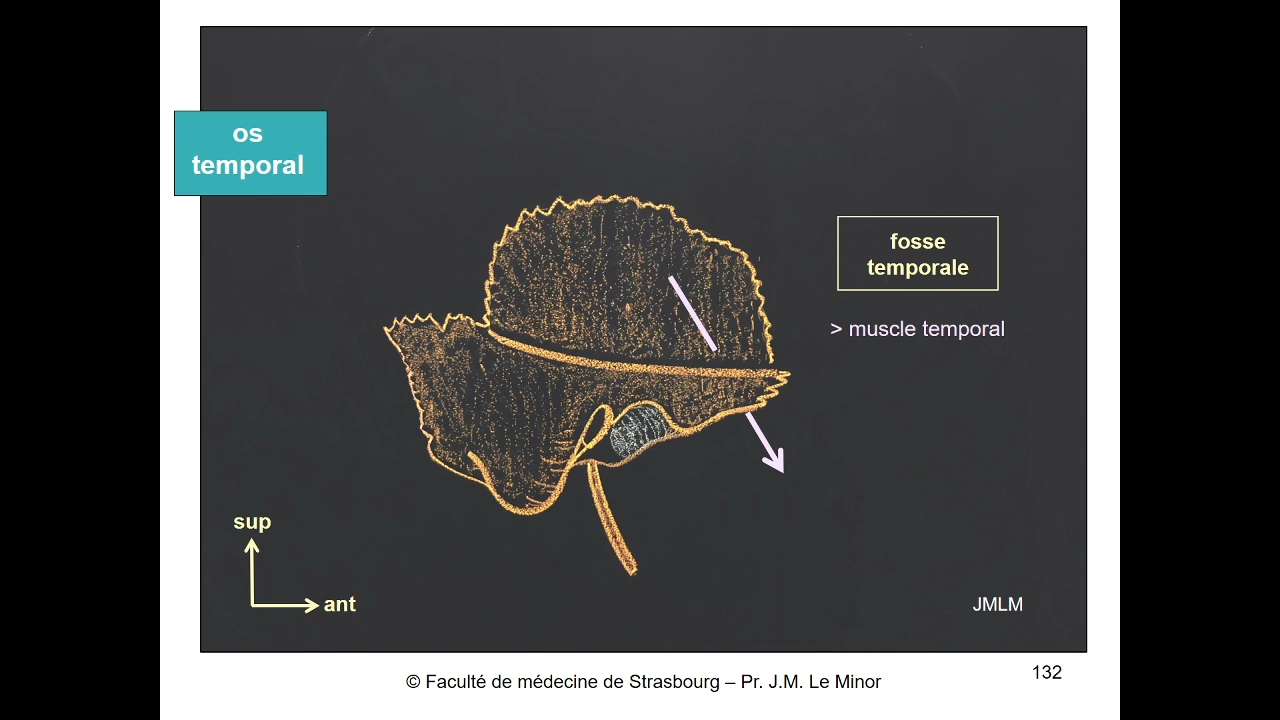 os
temporal
fosse
temporale
> muscle temporal
sup
ant
JMLM
132
© Faculté de médecine de Strasbourg – Pr. J.M. Le Minor